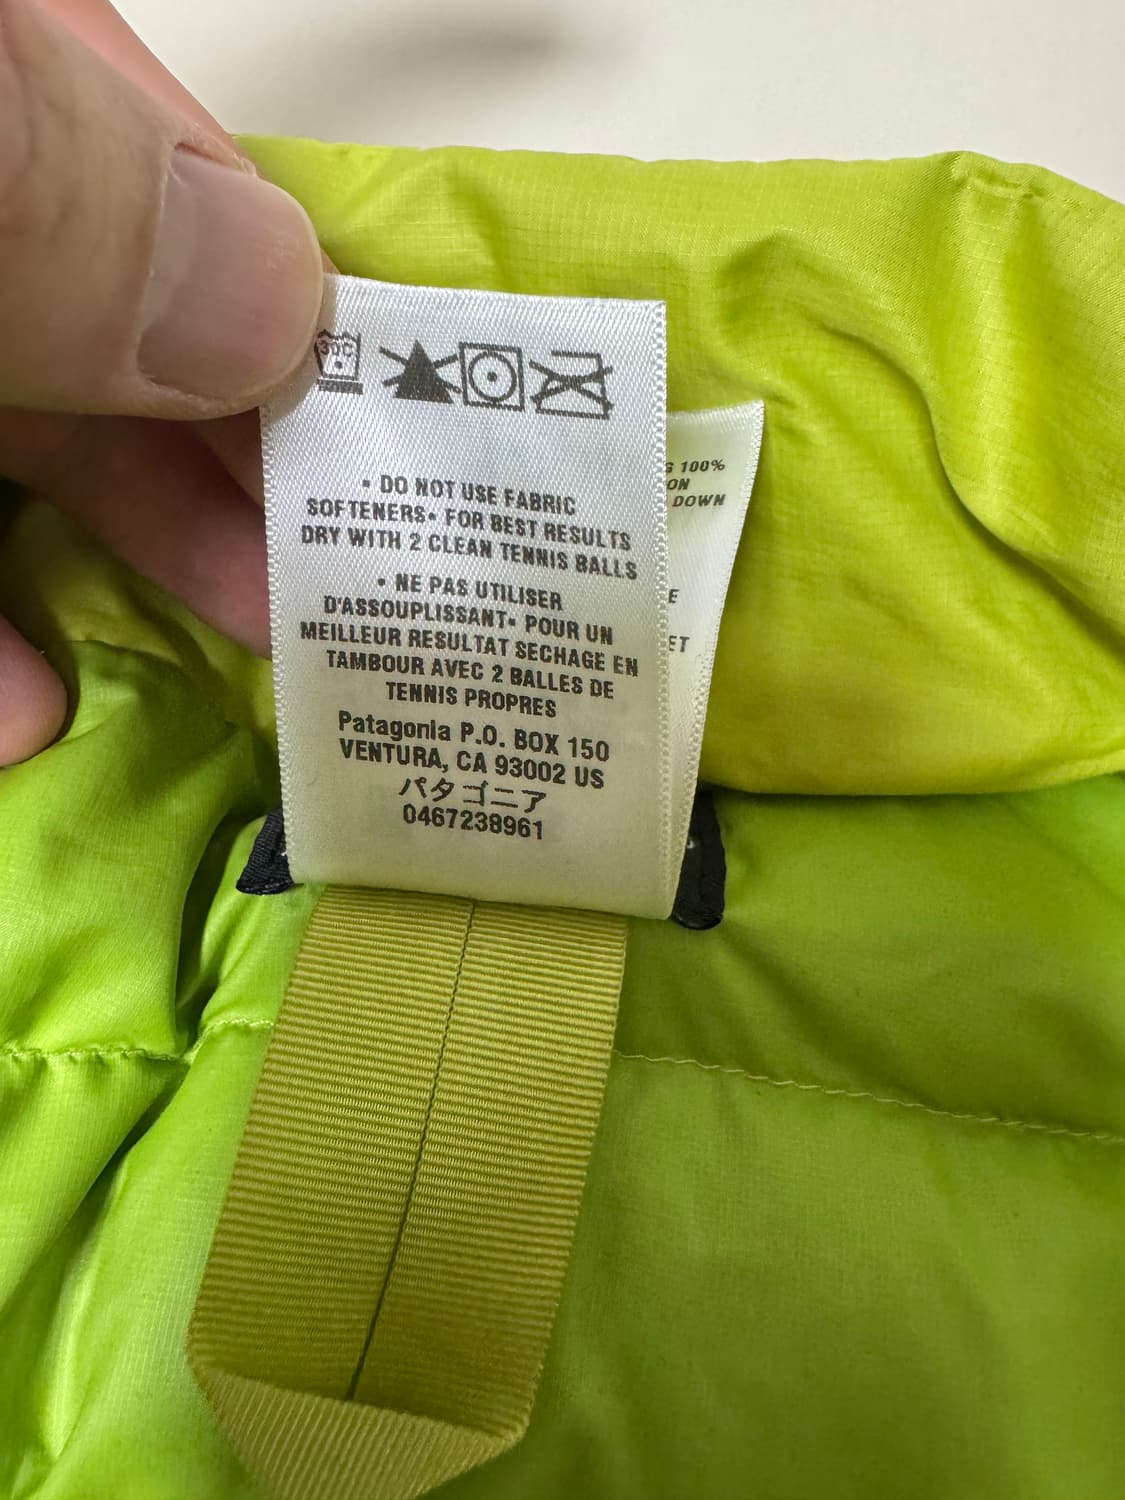 30°C
• DO NOT USE FABRIC
SOFTENERS• FOR BEST RESULTS
DRY WITH 2 CLEAN TENNIS BALLS
• NE PAS UTILISER
D'ASSOUPLISSANT• POUR UN
MEILLEUR RESULTAT SECHAGE EN
TAMBOUR AVEC 2 BALLES DE
TENNIS PROPRES
Patagonia P.O. BOX 150
VENTURA, CA 93002 US
パタゴニア
0467238961
100%
ON
DOWN
E
ET